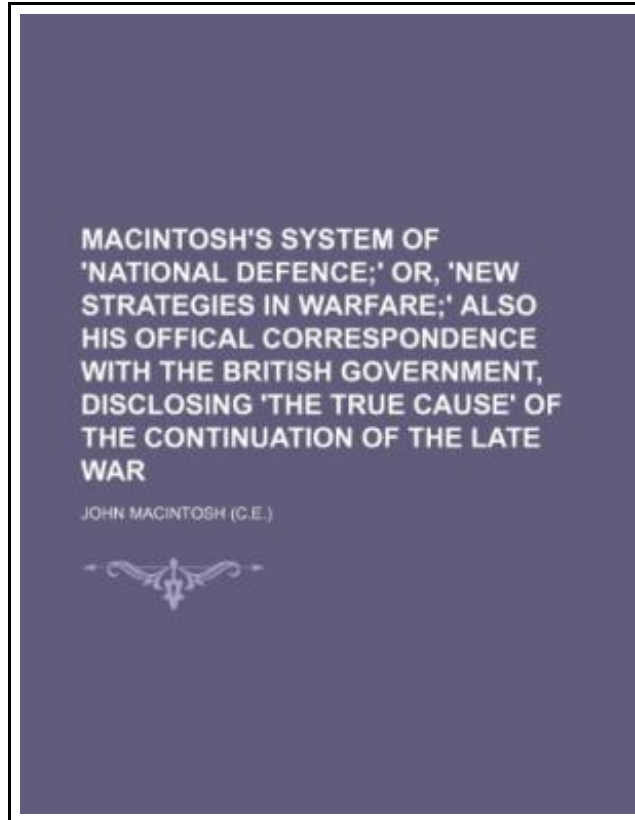 MACINTOSH'S SYSTEM OF
'NATIONAL DEFENCE;' OR, 'NEW
STRATEGIES IN WARFARE;' ALSO
HIS OFFICAL CORRESPONDENCE
WITH THE BRITISH GOVERNMENT,
DISCLOSING 'THE TRUE CAUSE' OF
THE CONTINUATION OF THE LATE
WAR
JOHN MACINTOSH (C.E.)